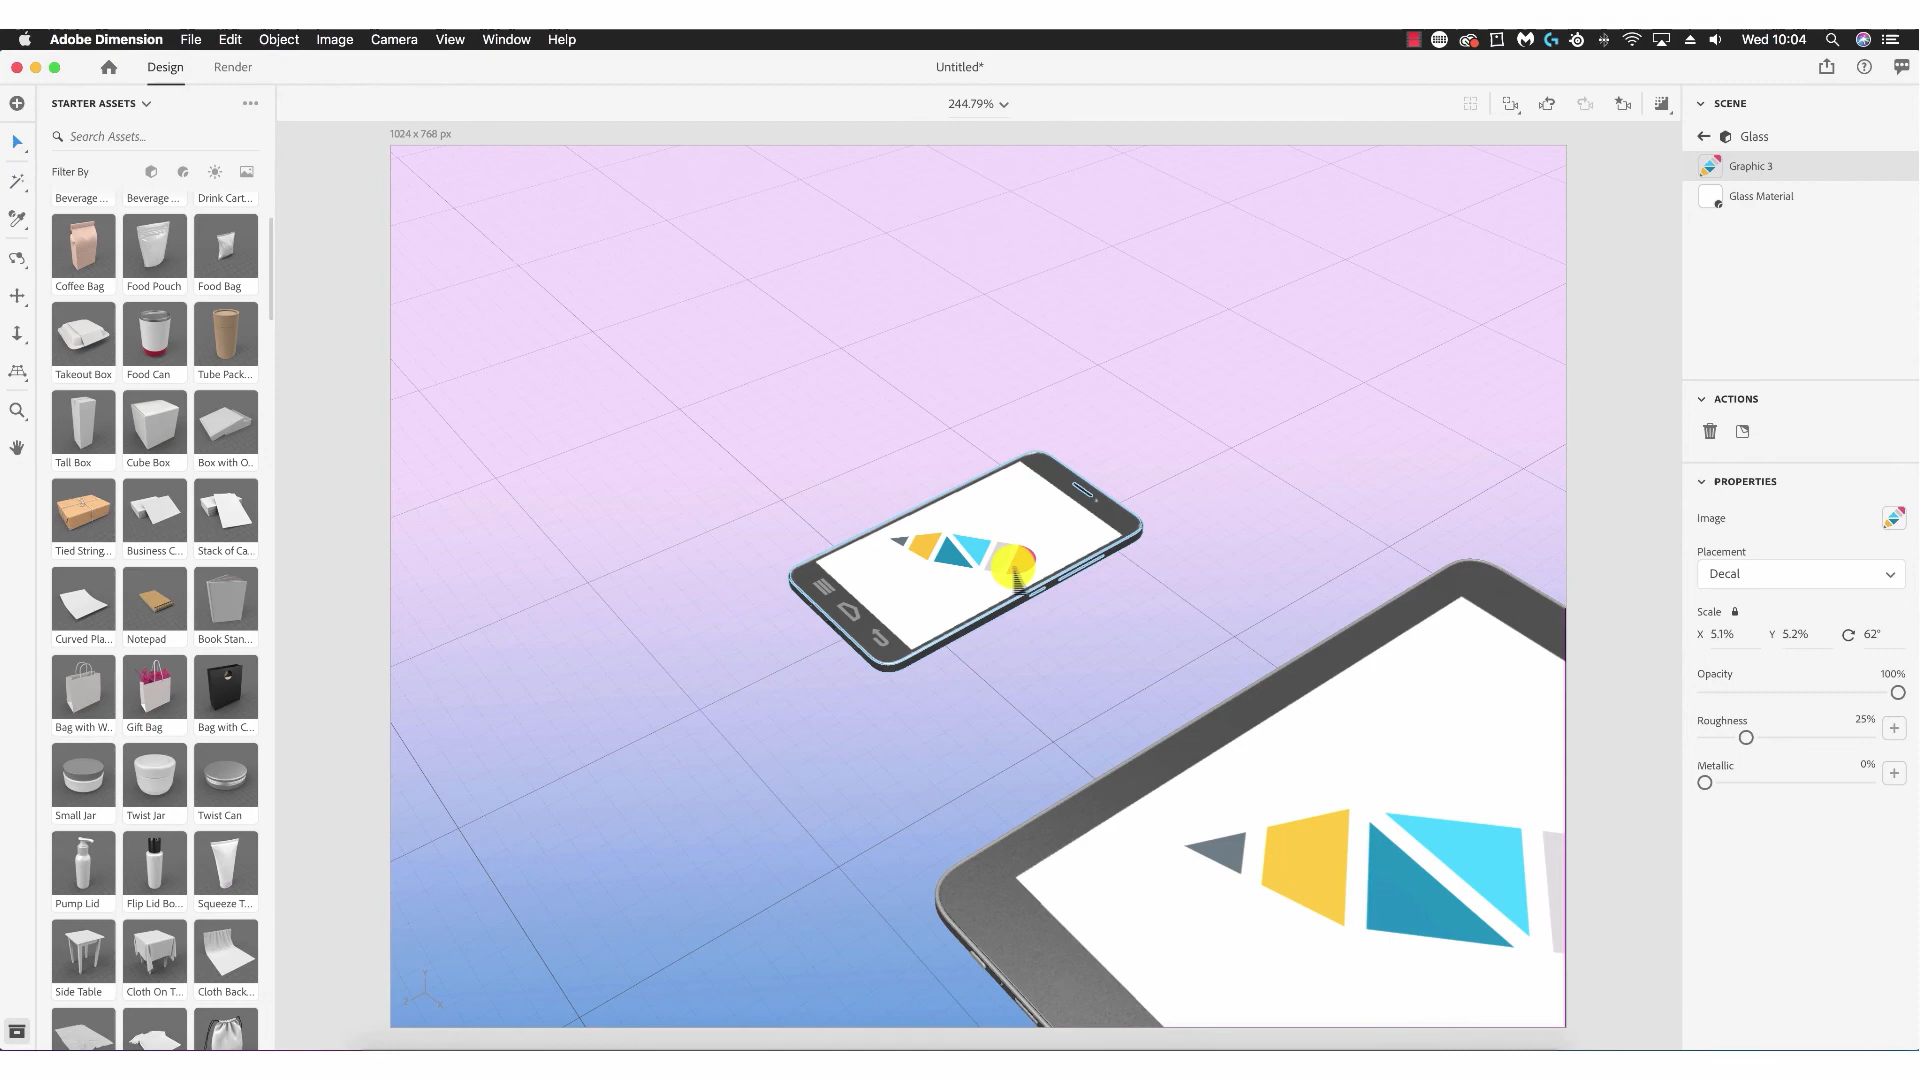 Adobe Dimension File Edit Object Image Camera View Window Help Wed 10:04
Design Render Untitled*
STARTER ASSETS 244.79% SCENE
1024 x 768 px
Search Assets... Glass
Filter By Graphic 3
Beverage ... Beverage ... Drink Cart... Glass Material
Coffee Bag Food Pouch Food Bag
Takeout Box Food Can Tube Pack...
ACTIONS
Tall Box Cube Box Box with O..
PROPERTIES
Image
Tied String... Business C... Stack of Ca...
Placement
Decal
Scale
X 5.1% Y 5.2% 62°
Curved Pla... Notepad Book Stan...
Opacity 100%
Roughness 25%
Bag with W.. Gift Bag Bag with C...
Metallic 0%
Small Jar Twist Jar Twist Can
Pump Lid Flip Lid Bo... Squeeze T...
Side Table Cloth On T... Cloth Back...